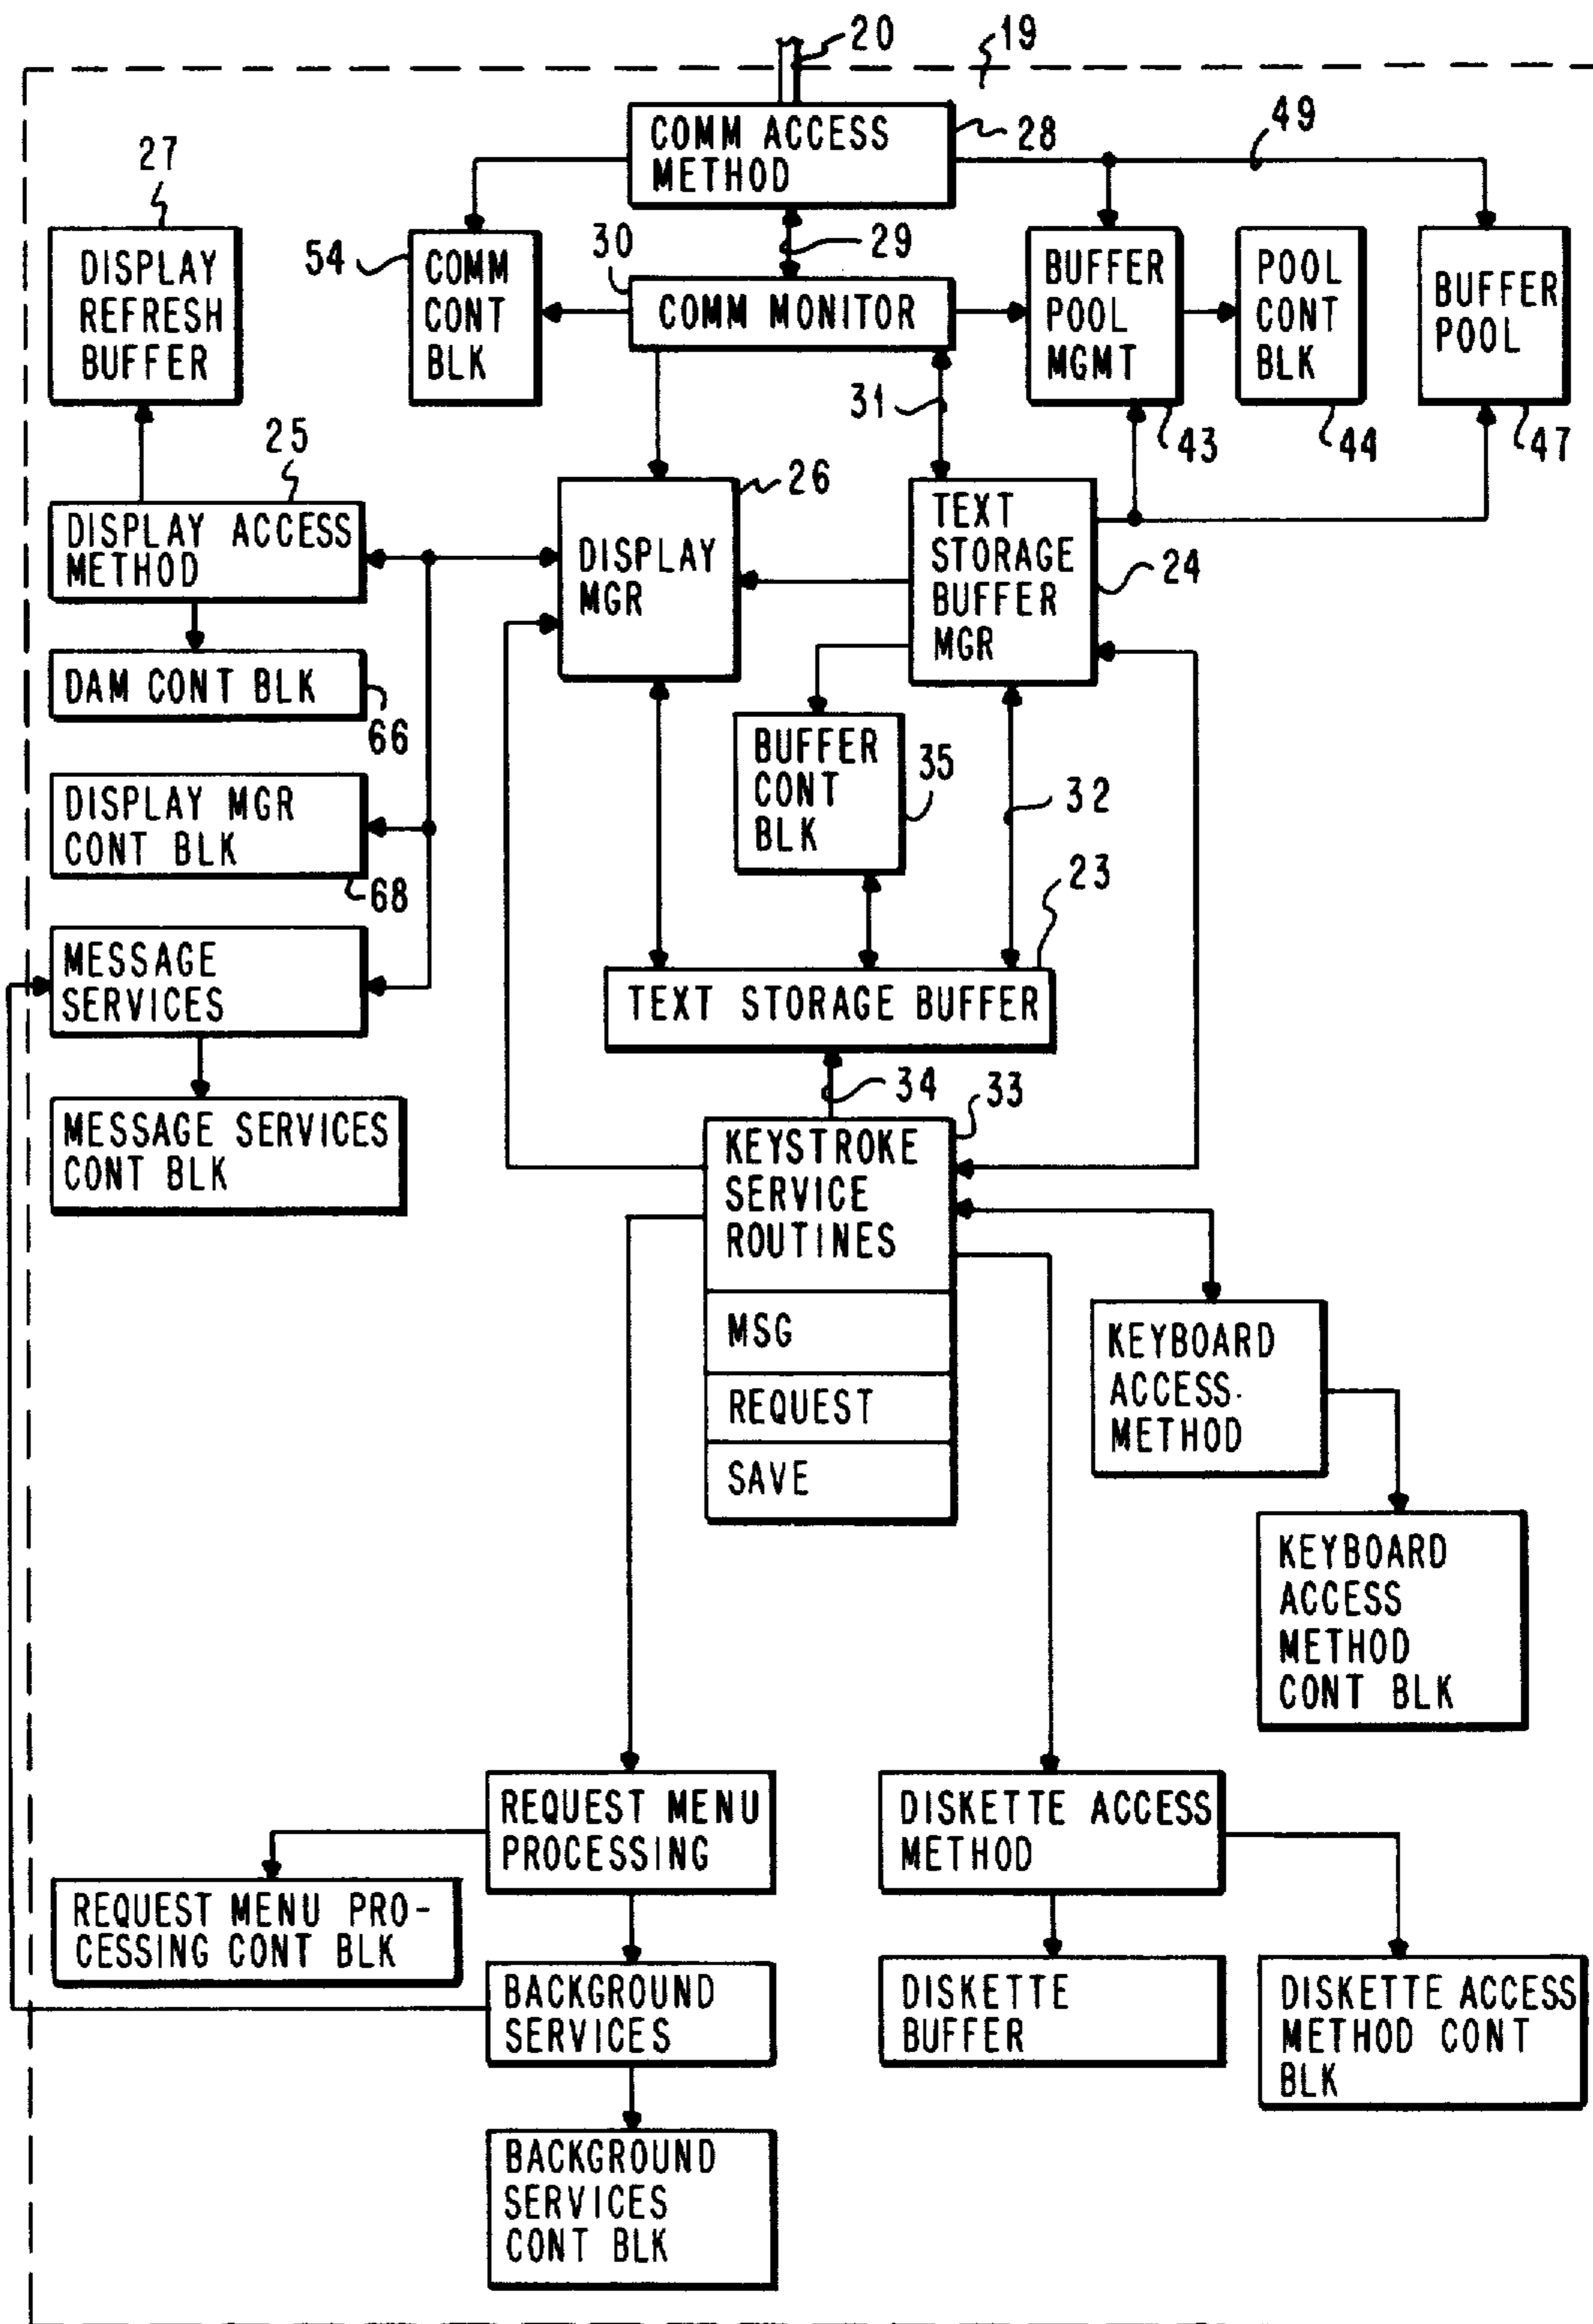 20
19
COMM ACCESS
METHOD
28
49
27
DISPLAY
REFRESH
BUFFER
54
COMM
CONT
BLK
30
29
COMM MONITOR
BUFFER
POOL
MGMT
43
POOL
CONT
BLK
44
BUFFER
POOL
47
31
25
DISPLAY ACCESS
METHOD
26
DISPLAY
MGR
TEXT
STORAGE
BUFFER
MGR
24
DAM CONT BLK
66
BUFFER
CONT
BLK
35
32
DISPLAY MGR
CONT BLK
68
23
MESSAGE
SERVICES
TEXT STORAGE BUFFER
34
33
MESSAGE SERVICES
CONT BLK
KEYSTROKE
SERVICE
ROUTINES
MSG
REQUEST
SAVE
KEYBOARD
ACCESS
METHOD
KEYBOARD
ACCESS
METHOD
CONT BLK
REQUEST MENU
PROCESSING
DISKETTE ACCESS
METHOD
REQUEST MENU PRO-
CESSING CONT BLK
BACKGROUND
SERVICES
DISKETTE
BUFFER
DISKETTE ACCESS
METHOD CONT
BLK
BACKGROUND
SERVICES
CONT BLK